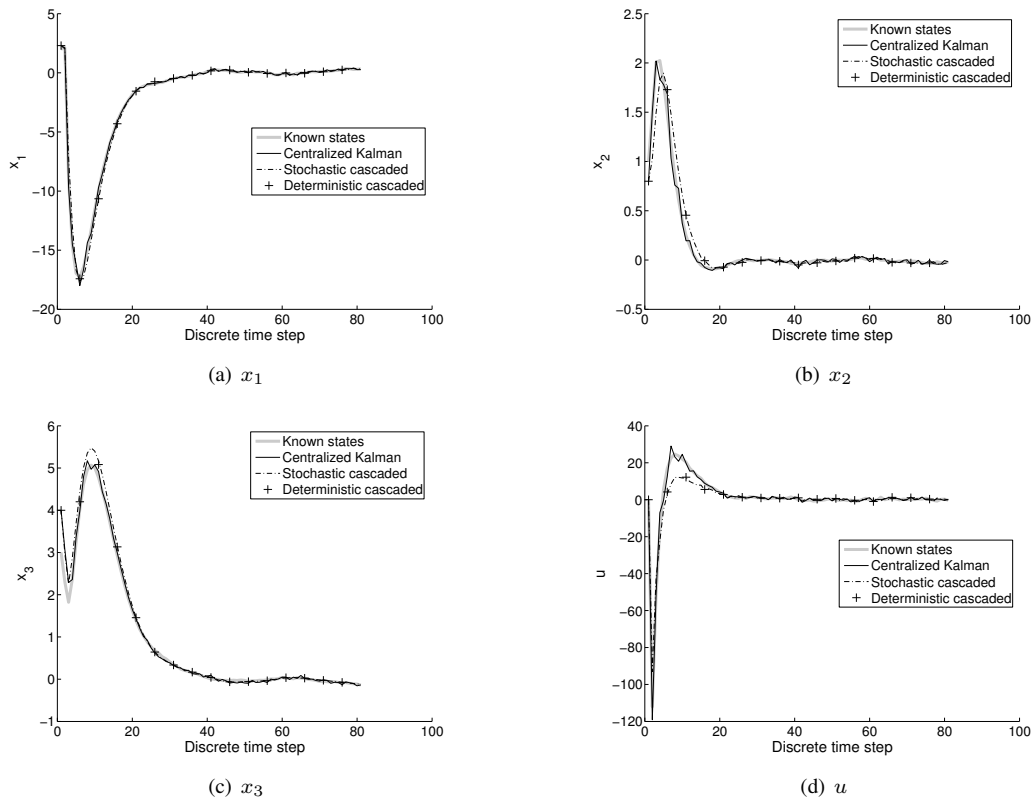 5
0
−5
−10
−15
−20
x1
0 20 40 60 80 100
Discrete time step
Known states
Centralized Kalman
Stochastic cascaded
Deterministic cascaded
(a) x1
2.5
2
1.5
1
0.5
0
−0.5
x2
0 20 40 60 80 100
Discrete time step
Known states
Centralized Kalman
Stochastic cascaded
Deterministic cascaded
(b) x2
6
5
4
3
2
1
0
−1
x3
0 20 40 60 80 100
Discrete time step
Known states
Centralized Kalman
Stochastic cascaded
Deterministic cascaded
(c) x3
40
20
0
−20
−40
−60
−80
−100
−120
u
0 20 40 60 80 100
Discrete time step
Known states
Centralized Kalman
Stochastic cascaded
Deterministic cascaded
(d) u